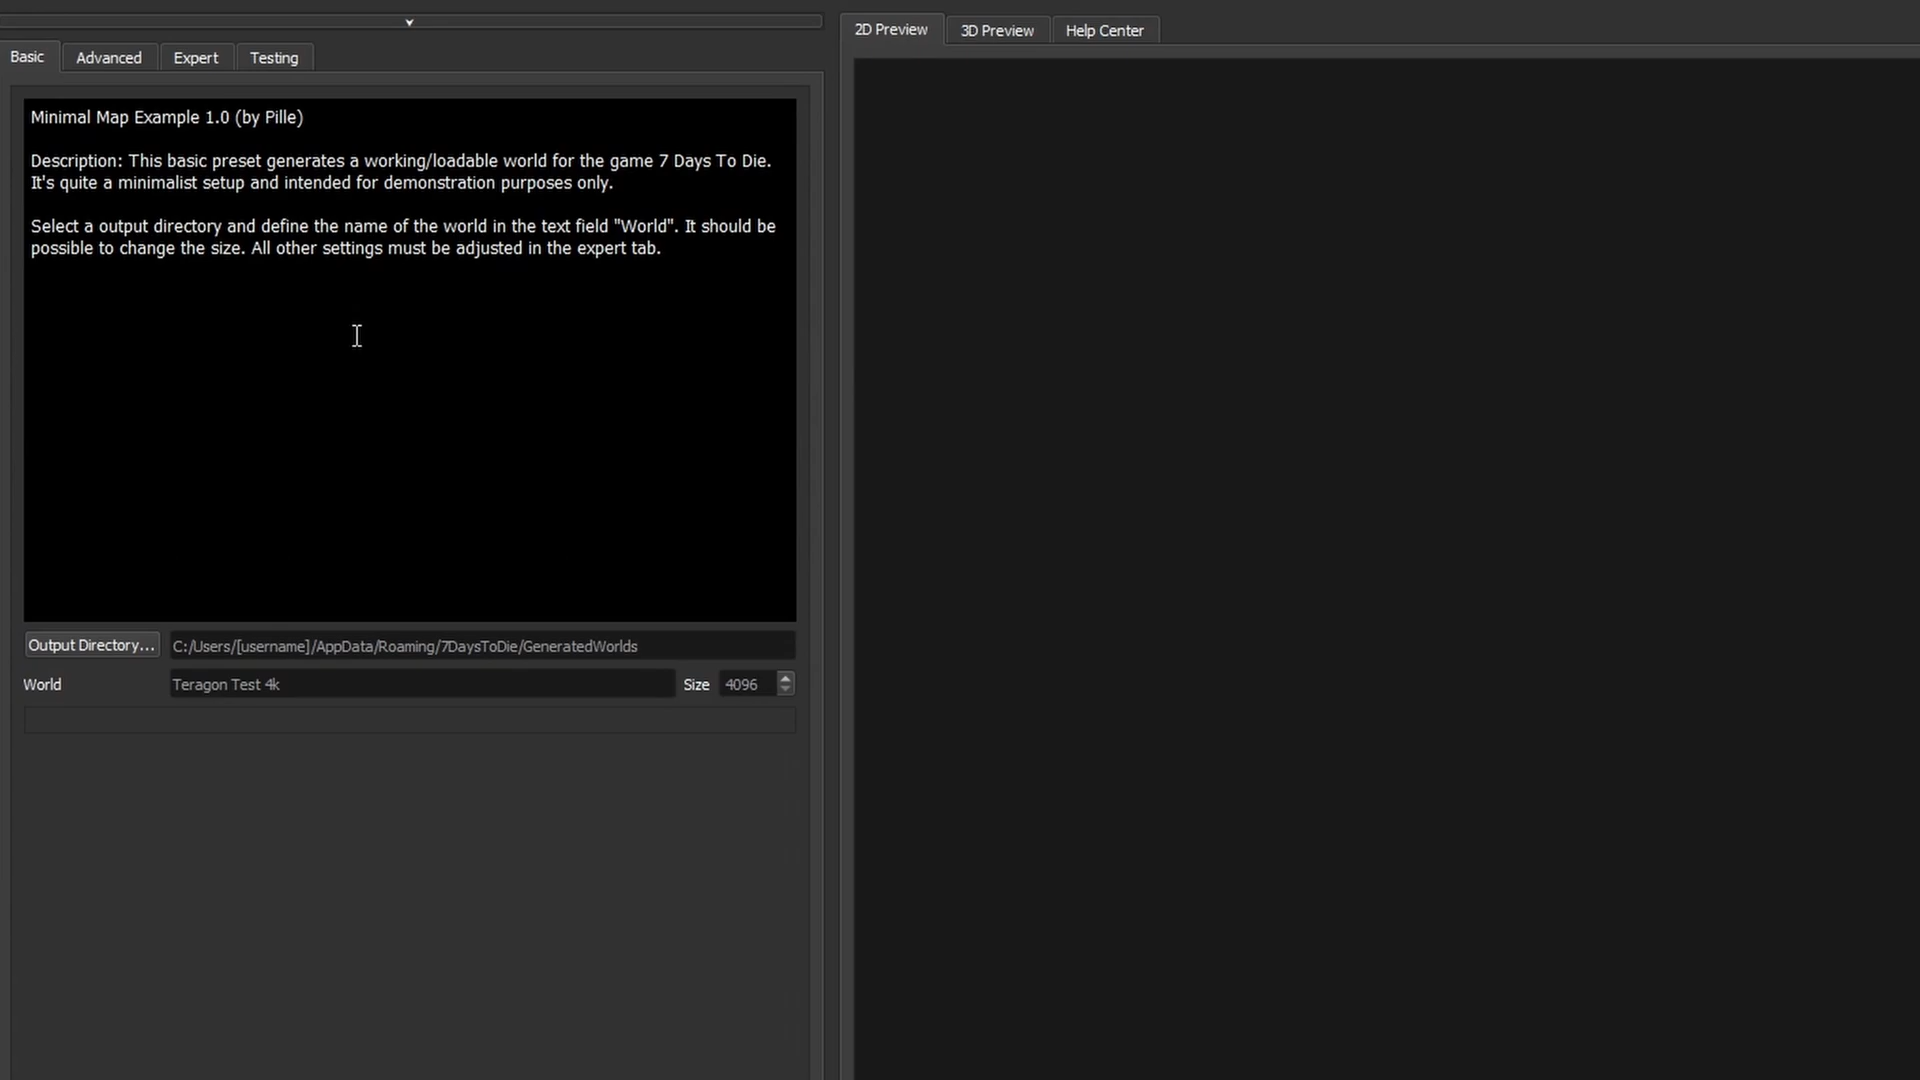 2D Preview 3D Preview Help Center
Basic Advanced Expert Testing
Minimal Map Example 1.0 (by Pille)
Description: This basic preset generates a working/loadable world for the game 7 Days To Die.
It's quite a minimalist setup and intended for demonstration purposes only.
Select a output directory and define the name of the world in the text field "World". It should be
possible to change the size. All other settings must be adjusted in the expert tab.
Output Directory... C:/Users/[username]/AppData/Roaming/7DaysToDie/GeneratedWorlds
World Teragon Test 4k Size 4096